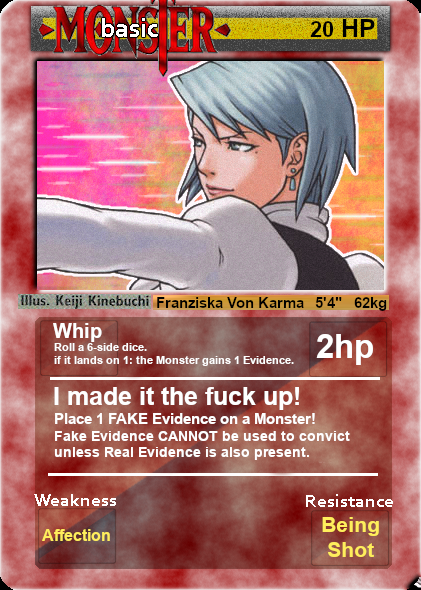 MONSTER
basic
20 HP
Illus. Keiji Kinebuchi
Franziska Von Karma 5'4" 62kg
Whip
2hp
Roll a 6-side dice.
if it lands on 1: the Monster gains 1 Evidence.
I made it the fuck up!
Place 1 FAKE Evidence on a Monster!
Fake Evidence CANNOT be used to convict
unless Real Evidence is also present.
Weakness
Resistance
Affection
Being
Shot